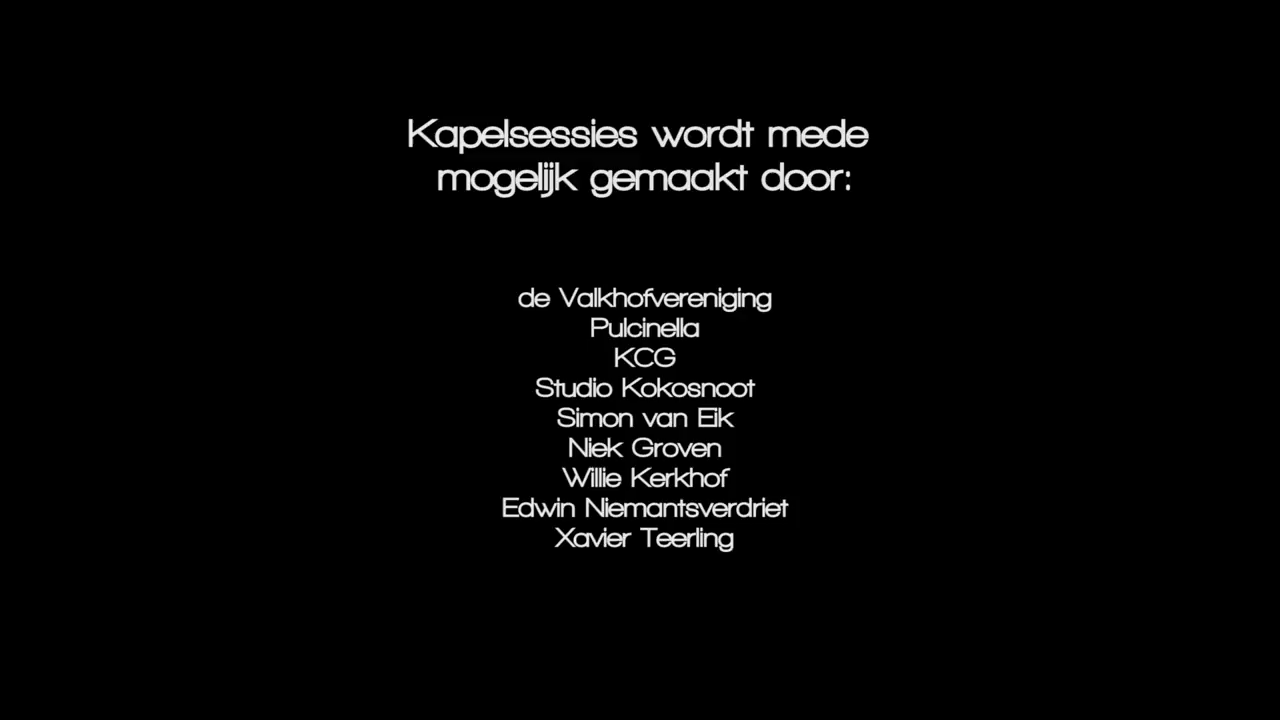 Kapelsessies wordt mede
mogelijk gemaakt door:
de Valkhofvereniging
Pulcinella
KCG
Studio Kokosnoot
Simon van Eik
Niek Groven
Willie Kerkhof
Edwin Niemantsverdriet
Xavier Teerling